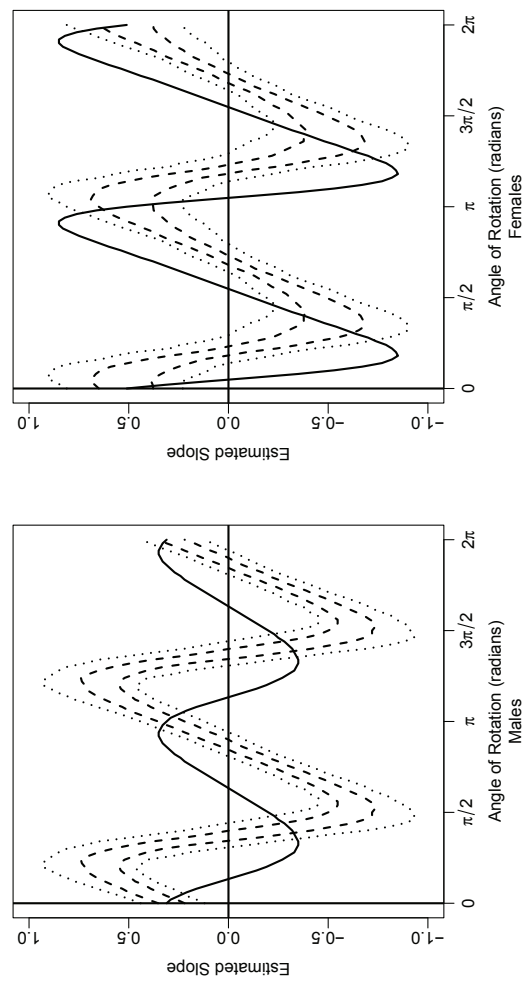 Estimated Slope
1.0
0.5
0.0
−0.5
−1.0
0
π/2
π
3π/2
2π
Angle of Rotation (radians)
Males
Estimated Slope
1.0
0.5
0.0
−0.5
−1.0
0
π/2
π
3π/2
2π
Angle of Rotation (radians)
Females